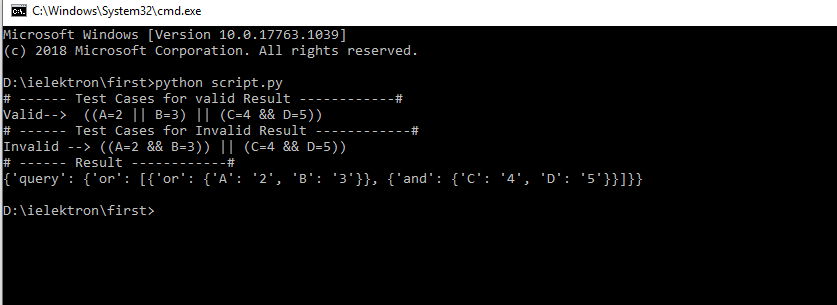 C:\Windows\System32\cmd.exe
Microsoft Windows [Version 10.0.17763.1039]
(c) 2018 Microsoft Corporation. All rights reserved.
D:\ielektron\first>python script.py
# ------ Test Cases for valid Result ------------#
Valid-->  ((A=2 || B=3) || (C=4 && D=5))
# ------ Test Cases for Invalid Result ------------#
Invalid --> ((A=2 && B=3)) || (C=4 && D=5))
# ------ Result ------------#
{'query': {'or': [{'or': {'A': '2', 'B': '3'}}, {'and': {'C': '4', 'D': '5'}}]}}
D:\ielektron\first>